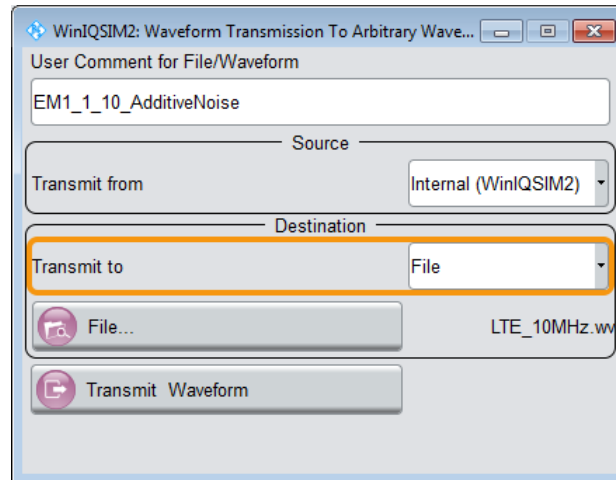 WinIQSIM2: Waveform Transmission To Arbitrary Wave...
User Comment for File/Waveform
EM1_1_10_AdditiveNoise
Source
Transmit from
Internal (WinIQSIM2)
Destination
Transmit to
File
File...
LTE_10MHz.wv
Transmit Waveform